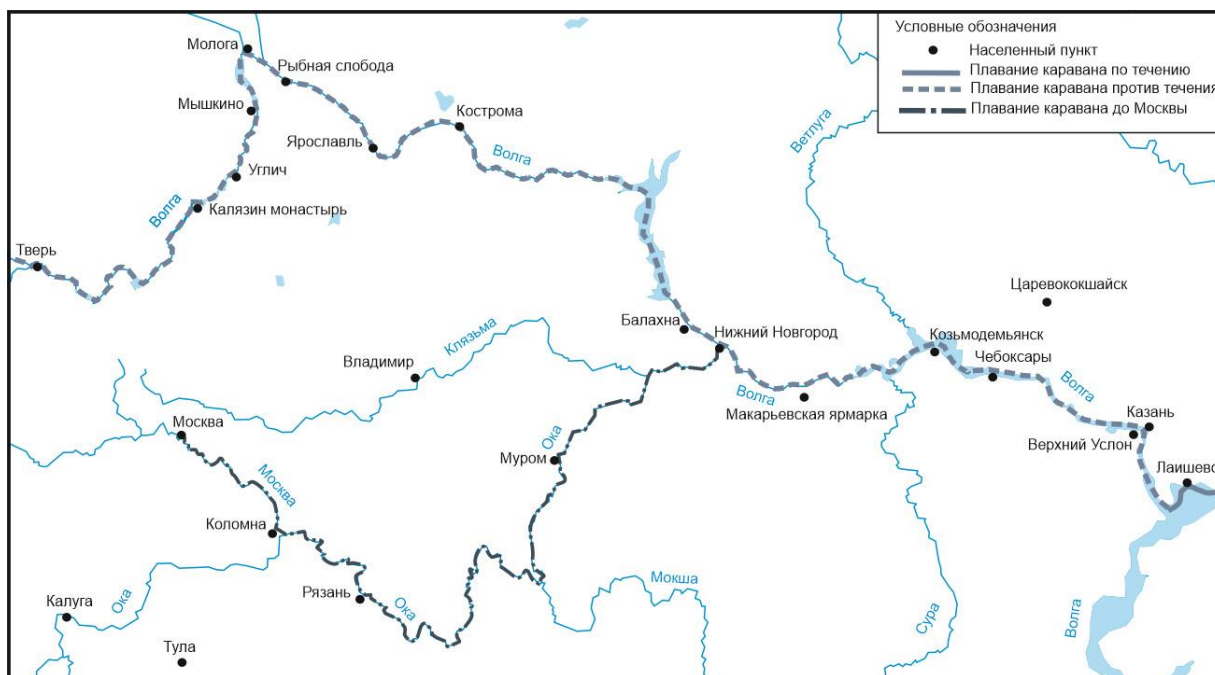 Условные обозначения
Населенный пункт
Плавание каравана по течению
Плавание каравана против течения
Плавание каравана до Москвы
Молога
Рыбная слобода
Мышкино
Кострома
Ярославль
Волга
Ветлуга
Углич
Волга
Калязин монастырь
Тверь
Царевококшайск
Балахна
Нижний Новгород
Козьмодемьянск
Клязьма
Владимир
Чебоксары
Волга
Волга
Макарьевская ярмарка
Казань
Москва
Верхний Услон
Ока
Муром
Лаишево
Москва
Коломна
Мокша
Рязань
Ока
Калуга
Ока
Сура
Волга
Тула